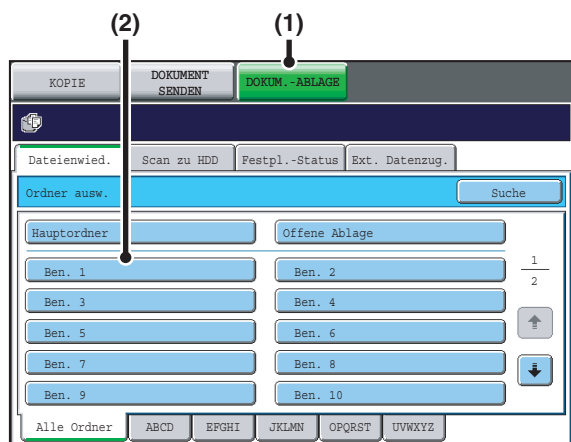 (2) (1)
KOPIE DOKUMENT SENDEN DOKUM.-ABLAGE
Dateienwied. Scan zu HDD Festpl.-Status Ext. Datenzug.
Ordner ausw. Suche
Hauptordner Offene Ablage
Ben. 1 Ben. 2
1
2
Ben. 3 Ben. 4
Ben. 5 Ben. 6
Ben. 7 Ben. 8
Ben. 9 Ben. 10
Alle Ordner ABCD EFGHI JKLMN OPQRST UVWXYZ